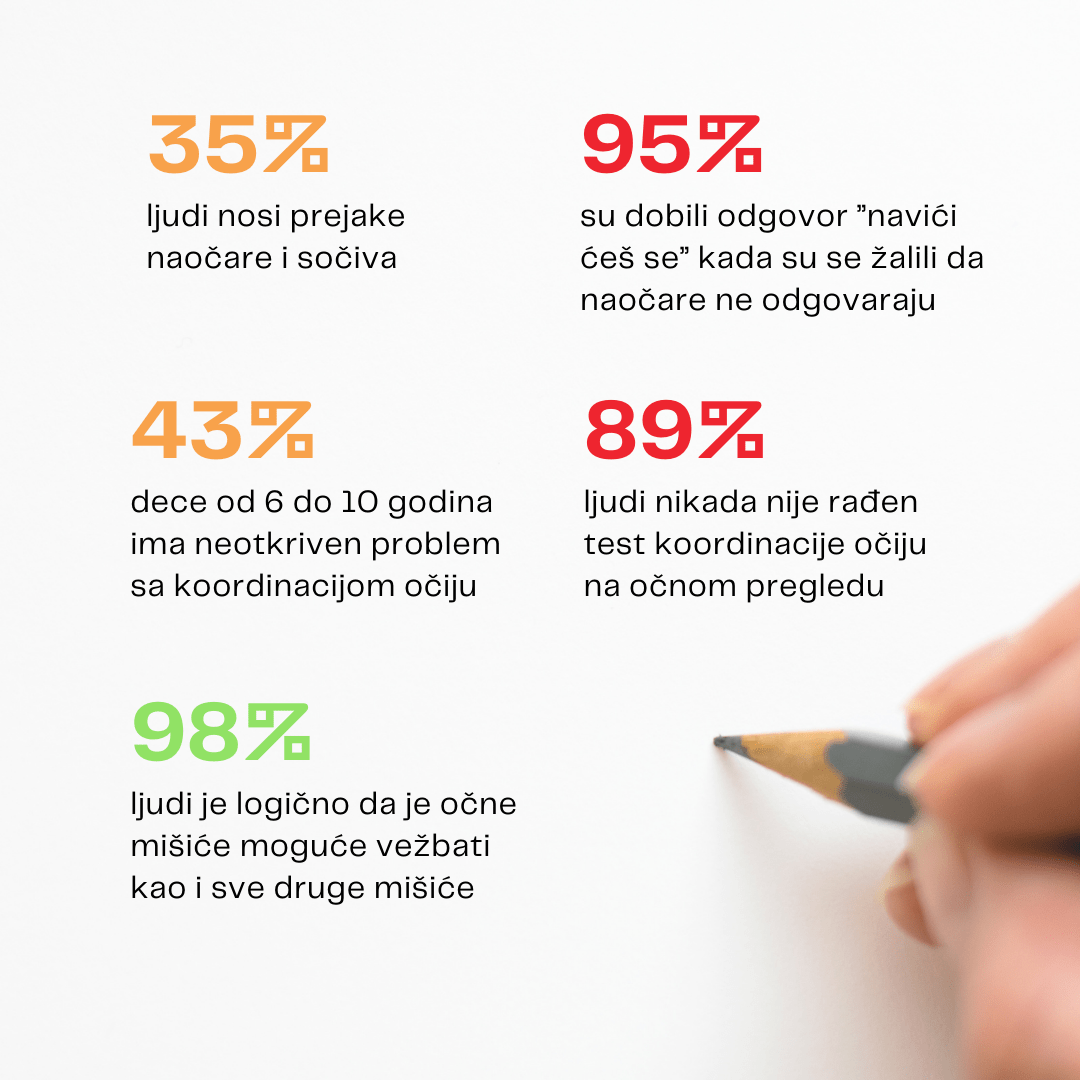 35%
ljudi nosi prejake
naočare i sočiva
95%
su dobili odgovor ”navići
ćeš se” kada su se žalili da
naočare ne odgovaraju
43%
dece od 6 do 10 godina
ima neotkriven problem
sa koordinacijom očiju
89%
ljudi nikada nije rađen
test koordinacije očiju
na očnom pregledu
98%
ljudi je logično da je očne
mišiće moguće vežbati
kao i sve druge mišiće